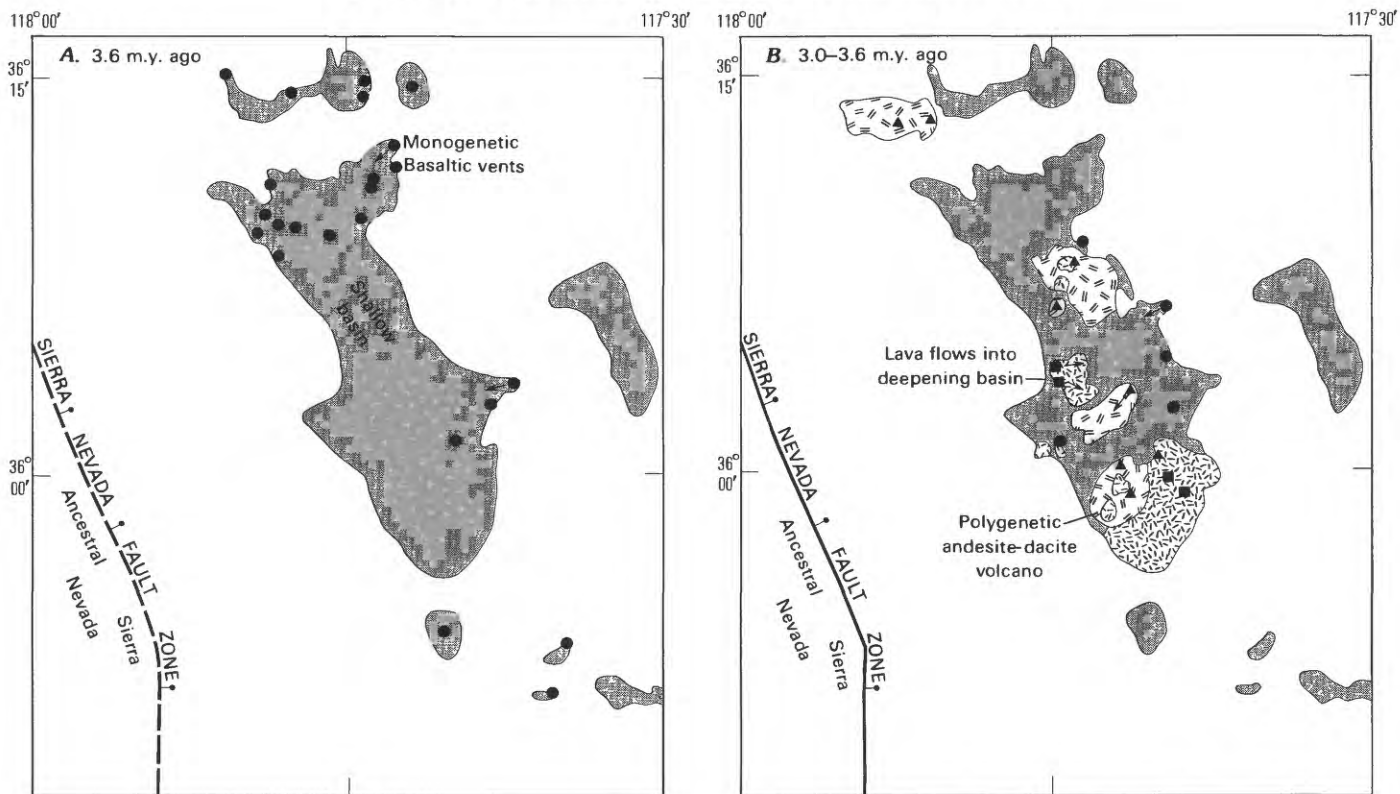 118°00′
117°30′
118°00′
117°30′
A. 3.6 m.y. ago
36°
15′
Monogenetic
Basaltic vents
Shallow
basin
SIERRA
NEVADA
FAULT
ZONE
Ancestral
Sierra
Nevada
36°
00′
B. 3.0–3.6 m.y. ago
36°
15′
Lava flows into
deepening basin
Polygenetic
andesite-dacite
volcano
SIERRA
NEVADA
FAULT
ZONE
Ancestral
Sierra
Nevada
36°
00′